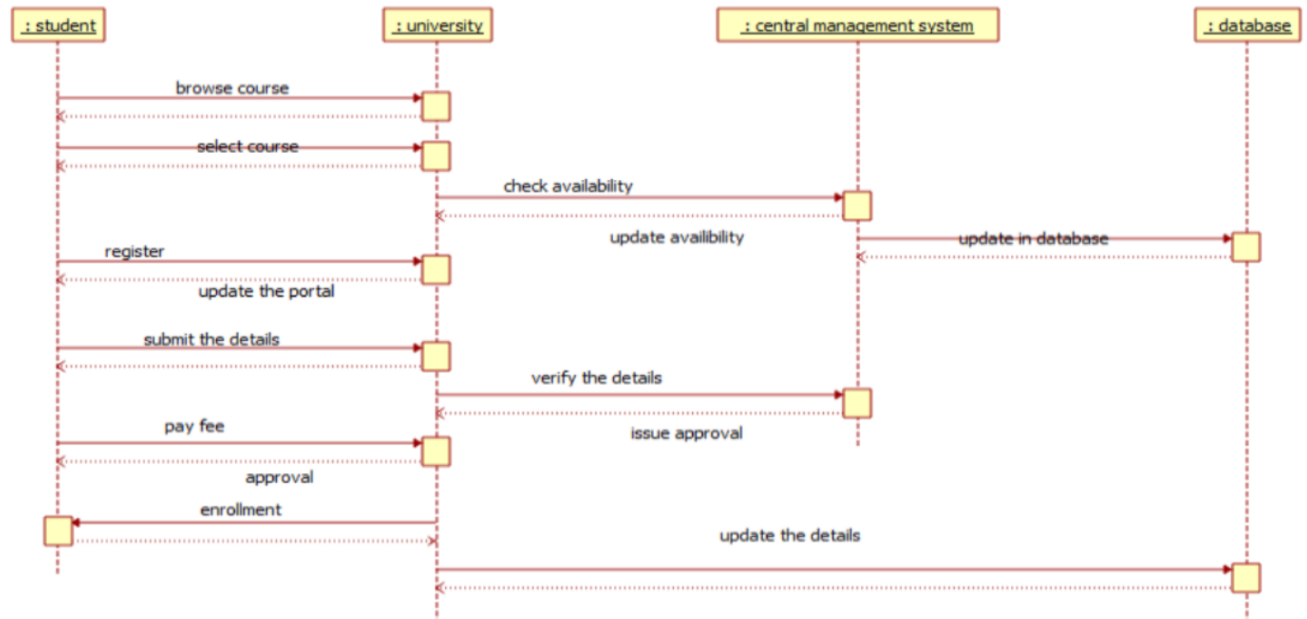 : student
: university
: central management system
: database
browse course
select course
check availability
update availibility
update in database
register
update the portal
submit the details
verify the details
pay fee
issue approval
approval
enrollment
update the details